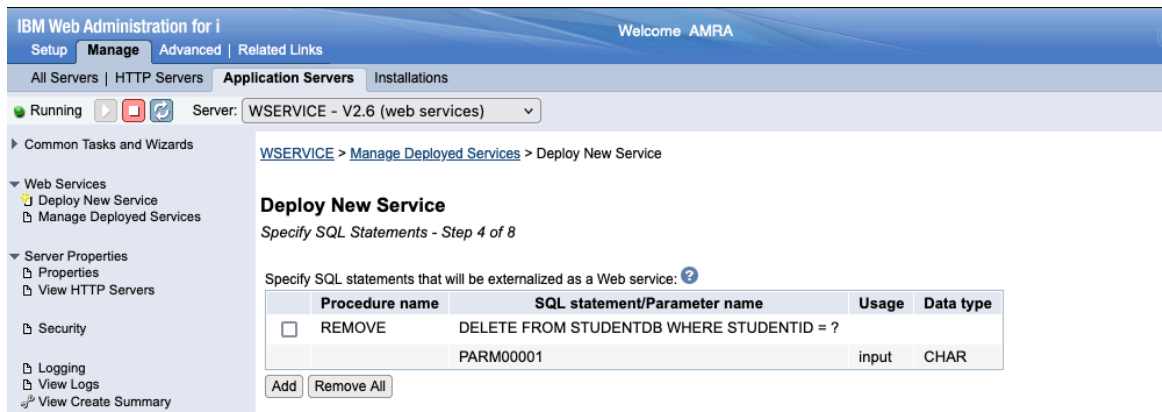 IBM Web Administration for i
Welcome AMRA
Setup Manage Advanced | Related Links
All Servers | HTTP Servers Application Servers Installations
Running Server: WSERVICE - V2.6 (web services)
Common Tasks and Wizards
Web Services
Deploy New Service
Manage Deployed Services
Server Properties
Properties
View HTTP Servers
Security
Logging
View Logs
View Create Summary
WSERVICE > Manage Deployed Services > Deploy New Service
Deploy New Service
Specify SQL Statements - Step 4 of 8
Specify SQL statements that will be externalized as a Web service: ?
Procedure name SQL statement/Parameter name Usage Data type
REMOVE DELETE FROM STUDENTDB WHERE STUDENTID = ?
PARM00001 input CHAR
Add Remove All